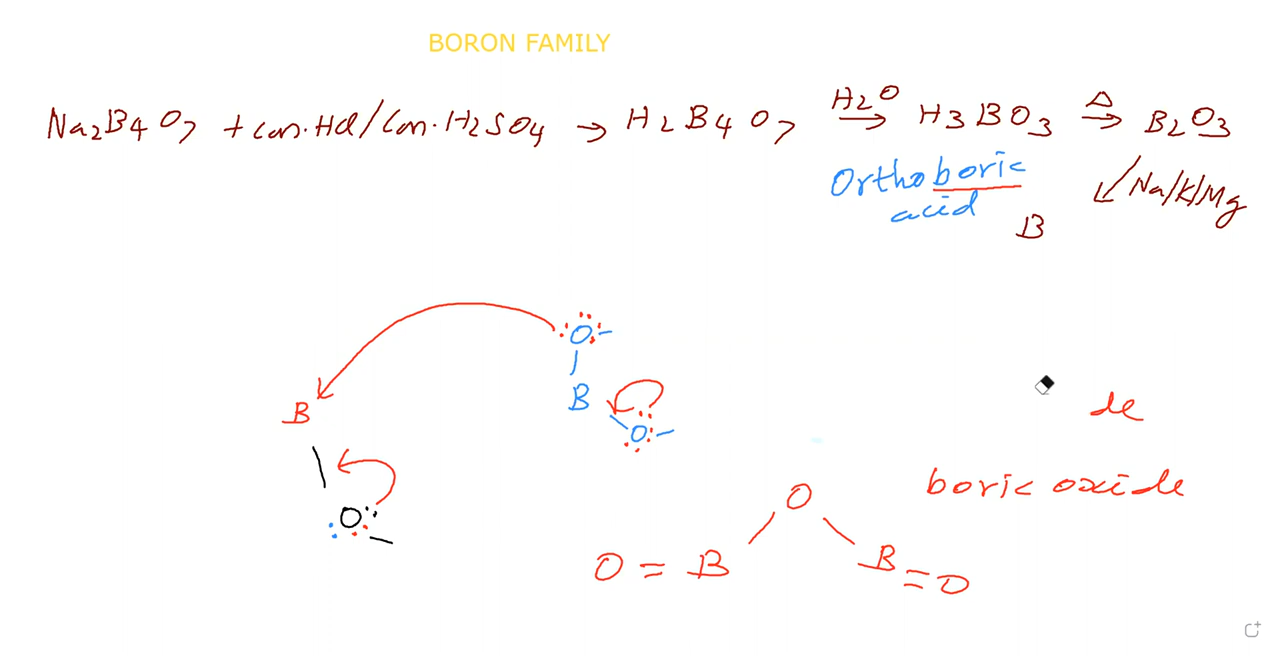 BORON FAMILY
Na2B4O7 + Con.HCl/Con.H2SO4 → H2B4O7 H2O → H3BO3 Δ → B2O3
Orthoboric
acid
Na/K/Mg
B
O
B
B
O
de
boric oxide
O
O
O = B
B = O